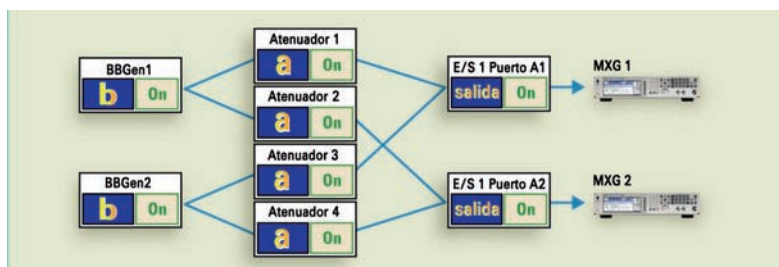 BBGen1
b On
Atenuador 1
a On
Atenuador 2
a On
E/S 1 Puerto A1
salida On
MXG 1
BBGen2
b On
Atenuador 3
a On
Atenuador 4
a On
E/S 1 Puerto A2
salida On
MXG 2